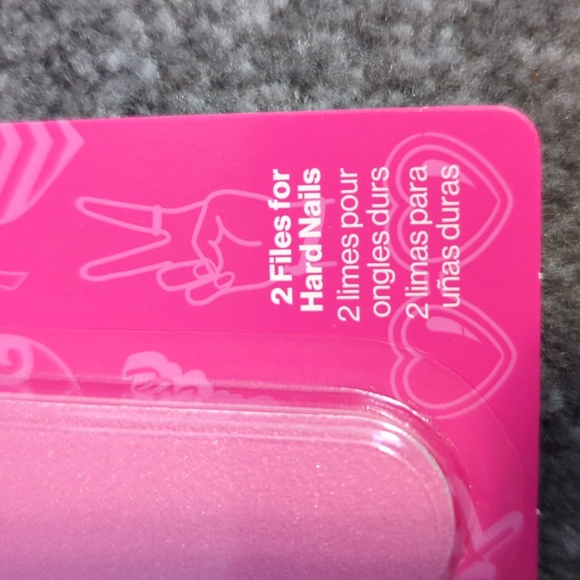 2 Files for
Hard Nails
2 limes pour
ongles durs
2 limas para
uñas duras